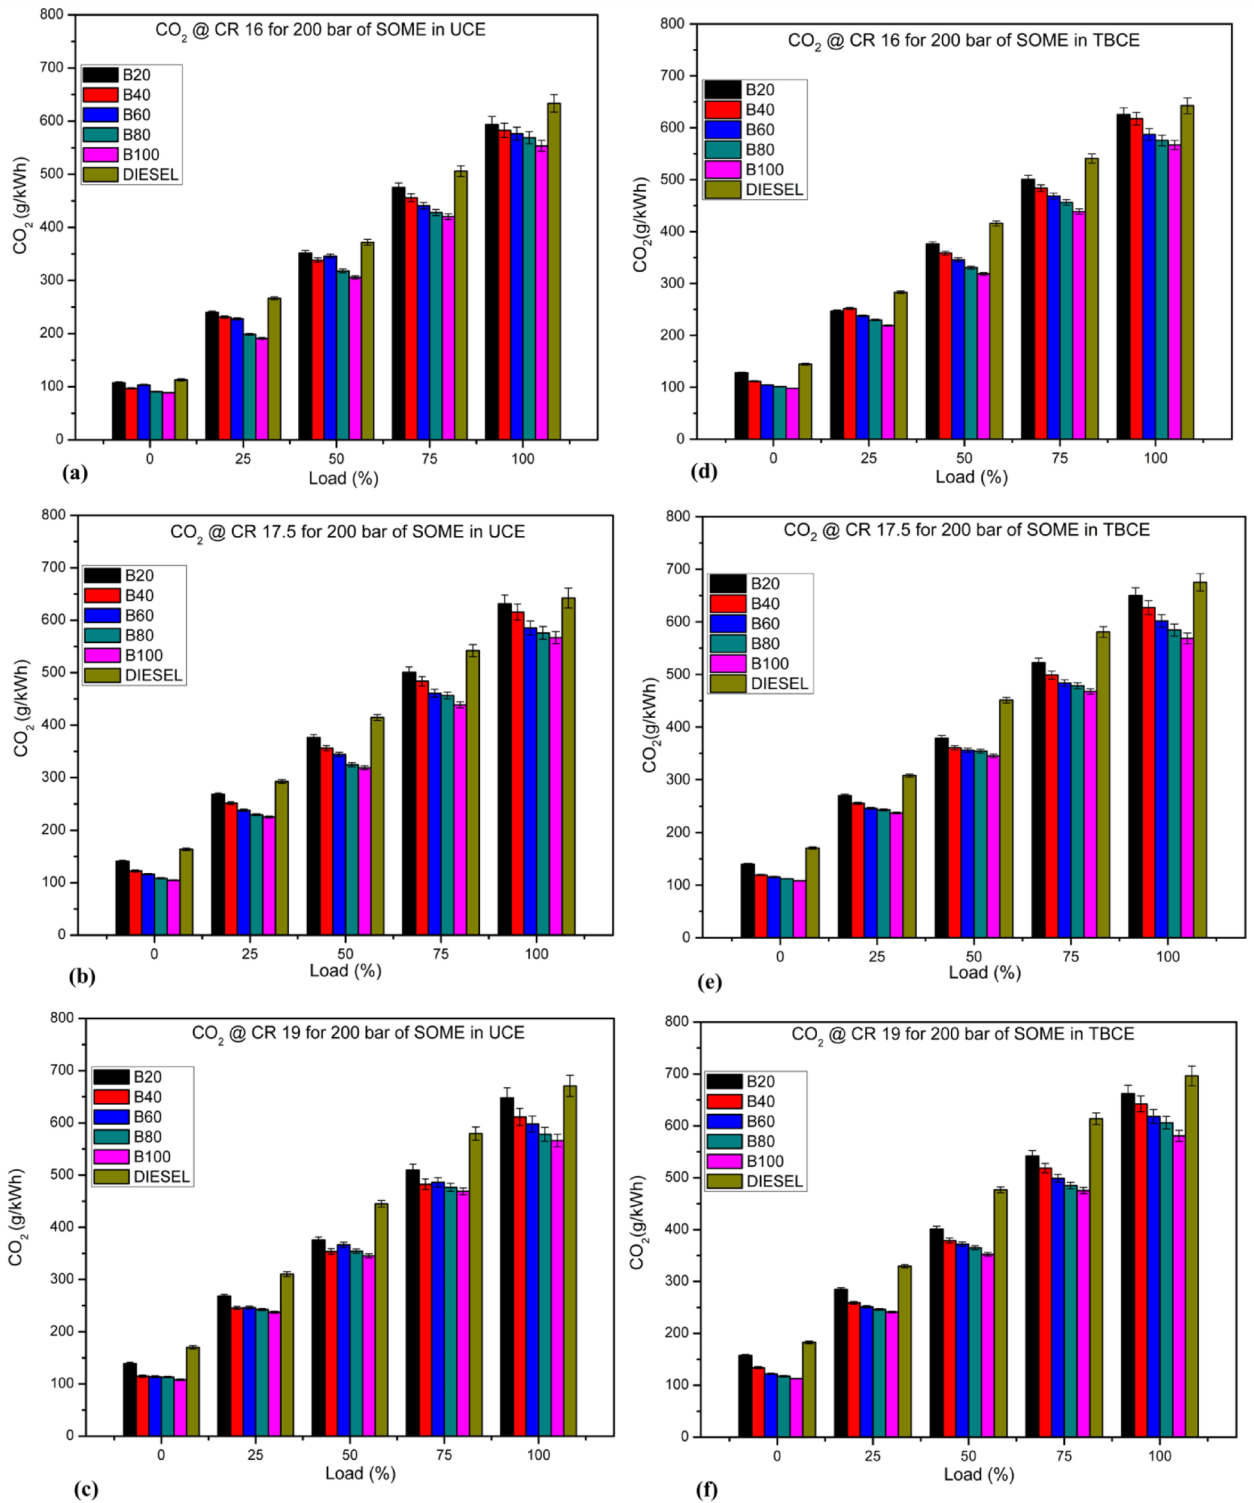 CO2 @ CR 16 for 200 bar of SOME in UCE
B20
B40
B60
B80
B100
DIESEL
CO2 (g/kWh)
800
700
600
500
400
300
200
100
0
0 25 50 75 100
Load (%)
(a)
CO2 @ CR 16 for 200 bar of SOME in TBCE
B20
B40
B60
B80
B100
DIESEL
CO2(g/kWh)
800
700
600
500
400
300
200
100
0
0 25 50 75 100
Load (%)
(d)
CO2 @ CR 17.5 for 200 bar of SOME in UCE
B20
B40
B60
B80
B100
DIESEL
CO2 (g/kWh)
800
700
600
500
400
300
200
100
0
0 25 50 75 100
Load (%)
(b)
CO2 @ CR 17.5 for 200 bar of SOME in TBCE
B20
B40
B60
B80
B100
DIESEL
CO2(g/kWh)
800
700
600
500
400
300
200
100
0
0 25 50 75 100
Load (%)
(e)
CO2 @ CR 19 for 200 bar of SOME in UCE
B20
B40
B60
B80
B100
DIESEL
CO2 (g/kWh)
800
700
600
500
400
300
200
100
0
0 25 50 75 100
Load (%)
(c)
CO2 @ CR 19 for 200 bar of SOME in TBCE
B20
B40
B60
B80
B100
DIESEL
CO2(g/kWh)
800
700
600
500
400
300
200
100
0
0 25 50 75 100
Load (%)
(f)